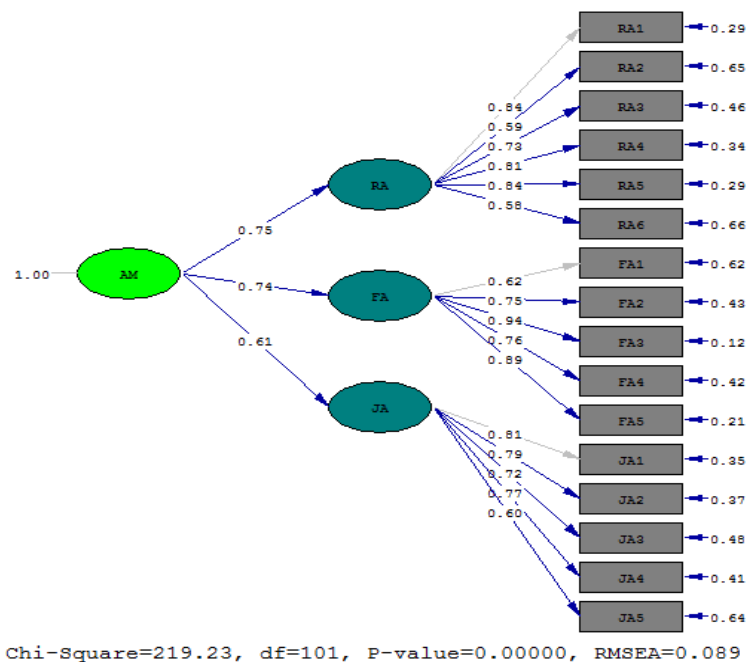 RA1 0.29
RA2 0.65
0.84
RA3 0.46
0.59
0.73
RA4 0.34
0.81
RA RA5 0.29
0.84
0.58
RA6 0.66
0.75
FA1 0.62
1.00 AM
0.62
0.74 FA FA2 0.43
0.75
0.94
FA3 0.12
0.76
0.61
0.89
FA4 0.42
JA FA5 0.21
0.81
JA1 0.35
0.79
0.72
JA2 0.37
0.77
0.60
JA3 0.48
JA4 0.41
JA5 0.64
Chi-Square=219.23, df=101, P-value=0.00000, RMSEA=0.089